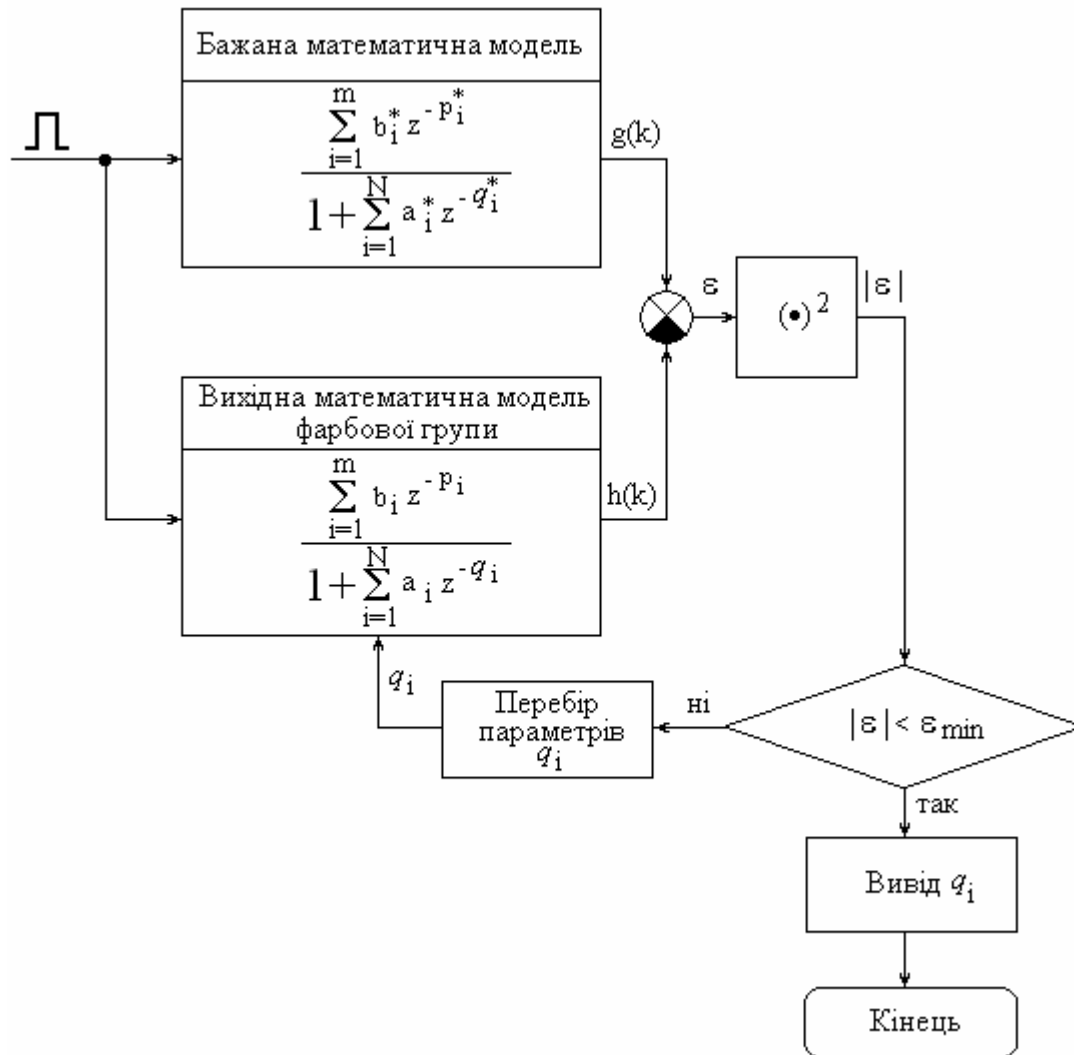 Бажана математична модель
m
∑ b*i z^-p*i
i=1
N
1+∑ a*i z^-q*i
i=1
g(k)
ε
(•)²
|ε|
Вихідна математична модель
фарбової групи
m
∑ bi z^-pi
i=1
N
1+∑ ai z^-qi
i=1
h(k)
qi
Перебір
параметрів
qi
ні
|ε| < εmin
так
Вивід qi
Кінець